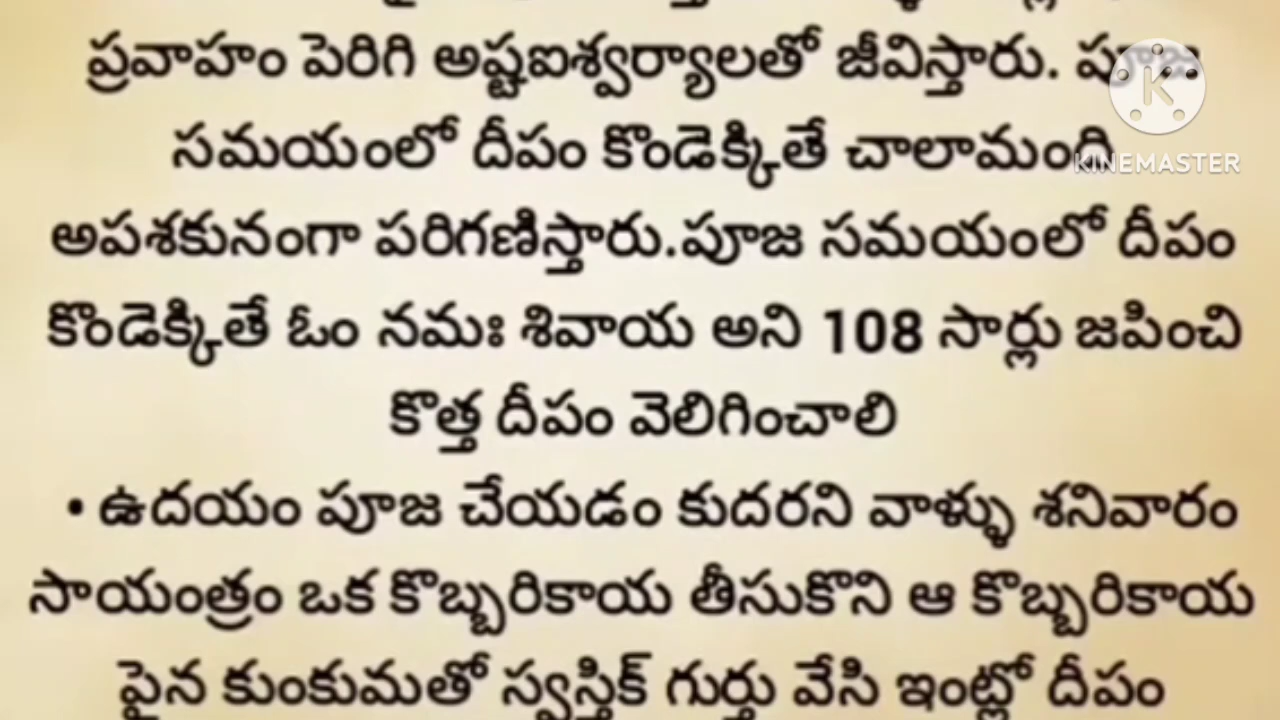 ప్రవాహం పెరిగి అష్టఐశ్వర్యాలతో జీవిస్తారు. పూజ
సమయంలో దీపం కొండెక్కితే చాలామంది
అపశకునంగా పరిగణిస్తారు.పూజ సమయంలో దీపం
కొండెక్కితే ఓం నమః శివాయ అని 108 సార్లు జపించి
కొత్త దీపం వెలిగించాలి
• ఉదయం పూజ చేయడం కుదరని వాళ్ళు శనివారం
సాయంత్రం ఒక కొబ్బరికాయ తీసుకొని ఆ కొబ్బరికాయ
పైన కుంకుమతో స్వస్తిక్ గుర్తు వేసి ఇంట్లో దీపం
KINEMASTER